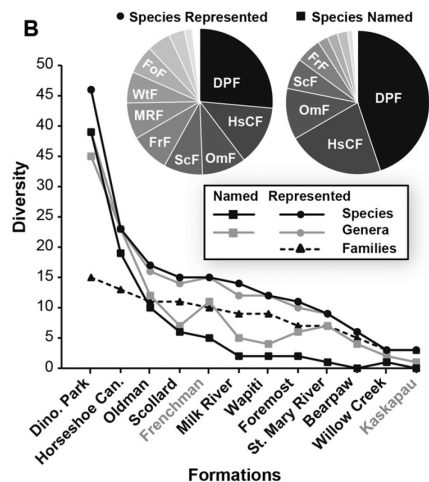 B
● Species Represented
■ Species Named
DPF
HsCF
OmF
ScF
FrF
MRF
WtF
FoF
DPF
HsCF
OmF
ScF
FrF
Named Represented
Species
Genera
Families
Diversity
50
45
40
35
30
25
20
15
10
5
0
Dino. Park
Horseshoe Can.
Oldman
Scollard
Frenchman
Milk River
Wapiti
Foremost
St. Mary River
Bearpaw
Willow Creek
Kaskapau
Formations